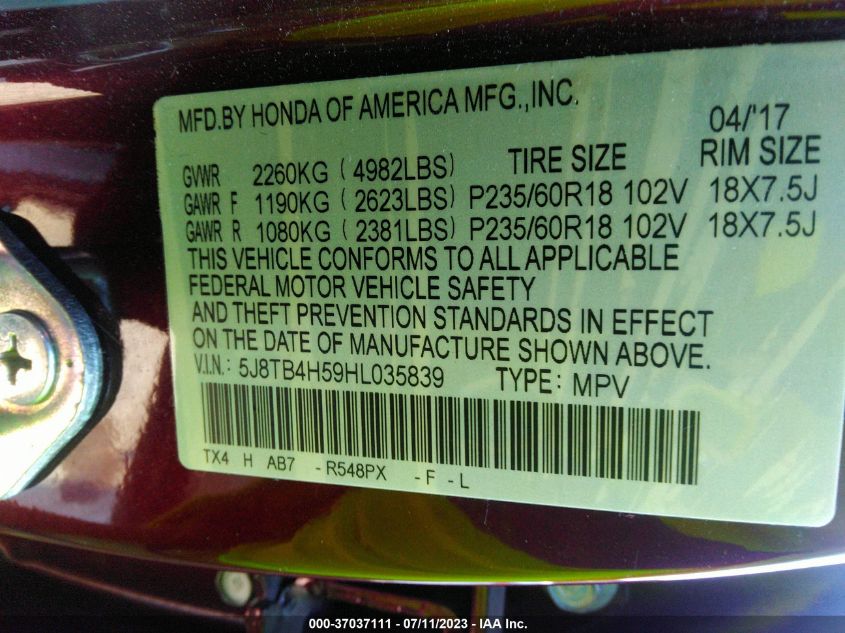 MFD.BY HONDA OF AMERICA MFG.,INC. 04/'17
GVWR 2260KG (4982LBS) TIRE SIZE RIM SIZE
GAWR F 1190KG (2623LBS) P235/60R18 102V 18X7.5J
GAWR R 1080KG (2381LBS) P235/60R18 102V 18X7.5J
THIS VEHICLE CONFORMS TO ALL APPLICABLE
FEDERAL MOTOR VEHICLE SAFETY
AND THEFT PREVENTION STANDARDS IN EFFECT
ON THE DATE OF MANUFACTURE SHOWN ABOVE.
V.I.N.: 5J8TB4H59HL035839 TYPE: MPV
TX4 H AB7 -R548PX -F-L
000-37037111 - 07/11/2023 - IAA Inc.